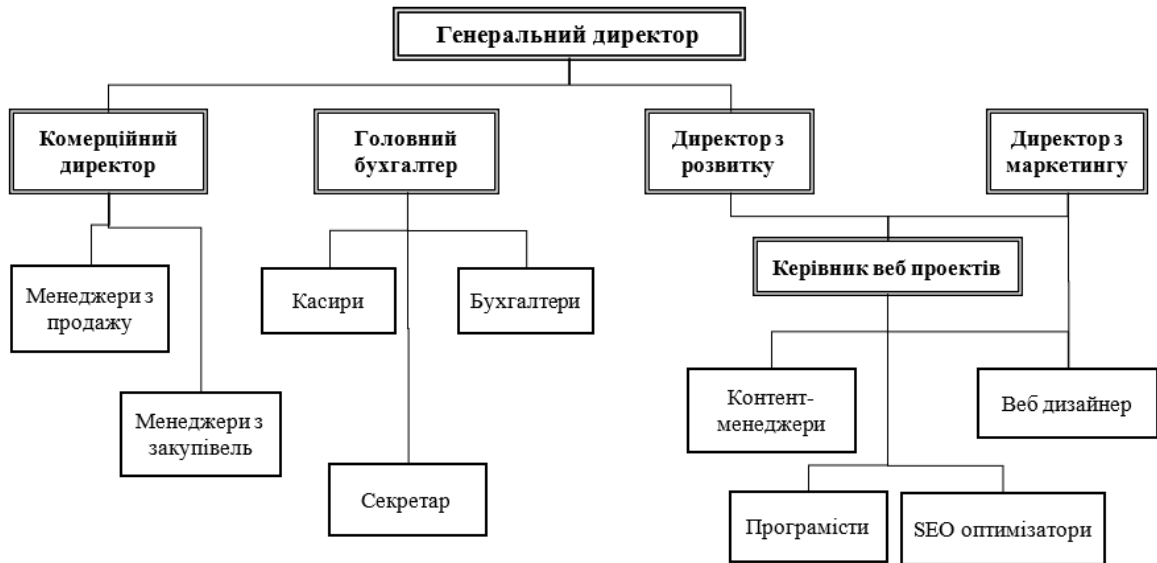 Генеральний директор
Комерційний
директор
Головний
бухгалтер
Директор з
розвитку
Директор з
маркетингу
Керівник веб проектів
Менеджери з
продажу
Касири
Бухгалтери
Контент-
менеджери
Веб дизайнер
Менеджери з
закупівель
Секретар
Програмісти
SEO оптимізатори